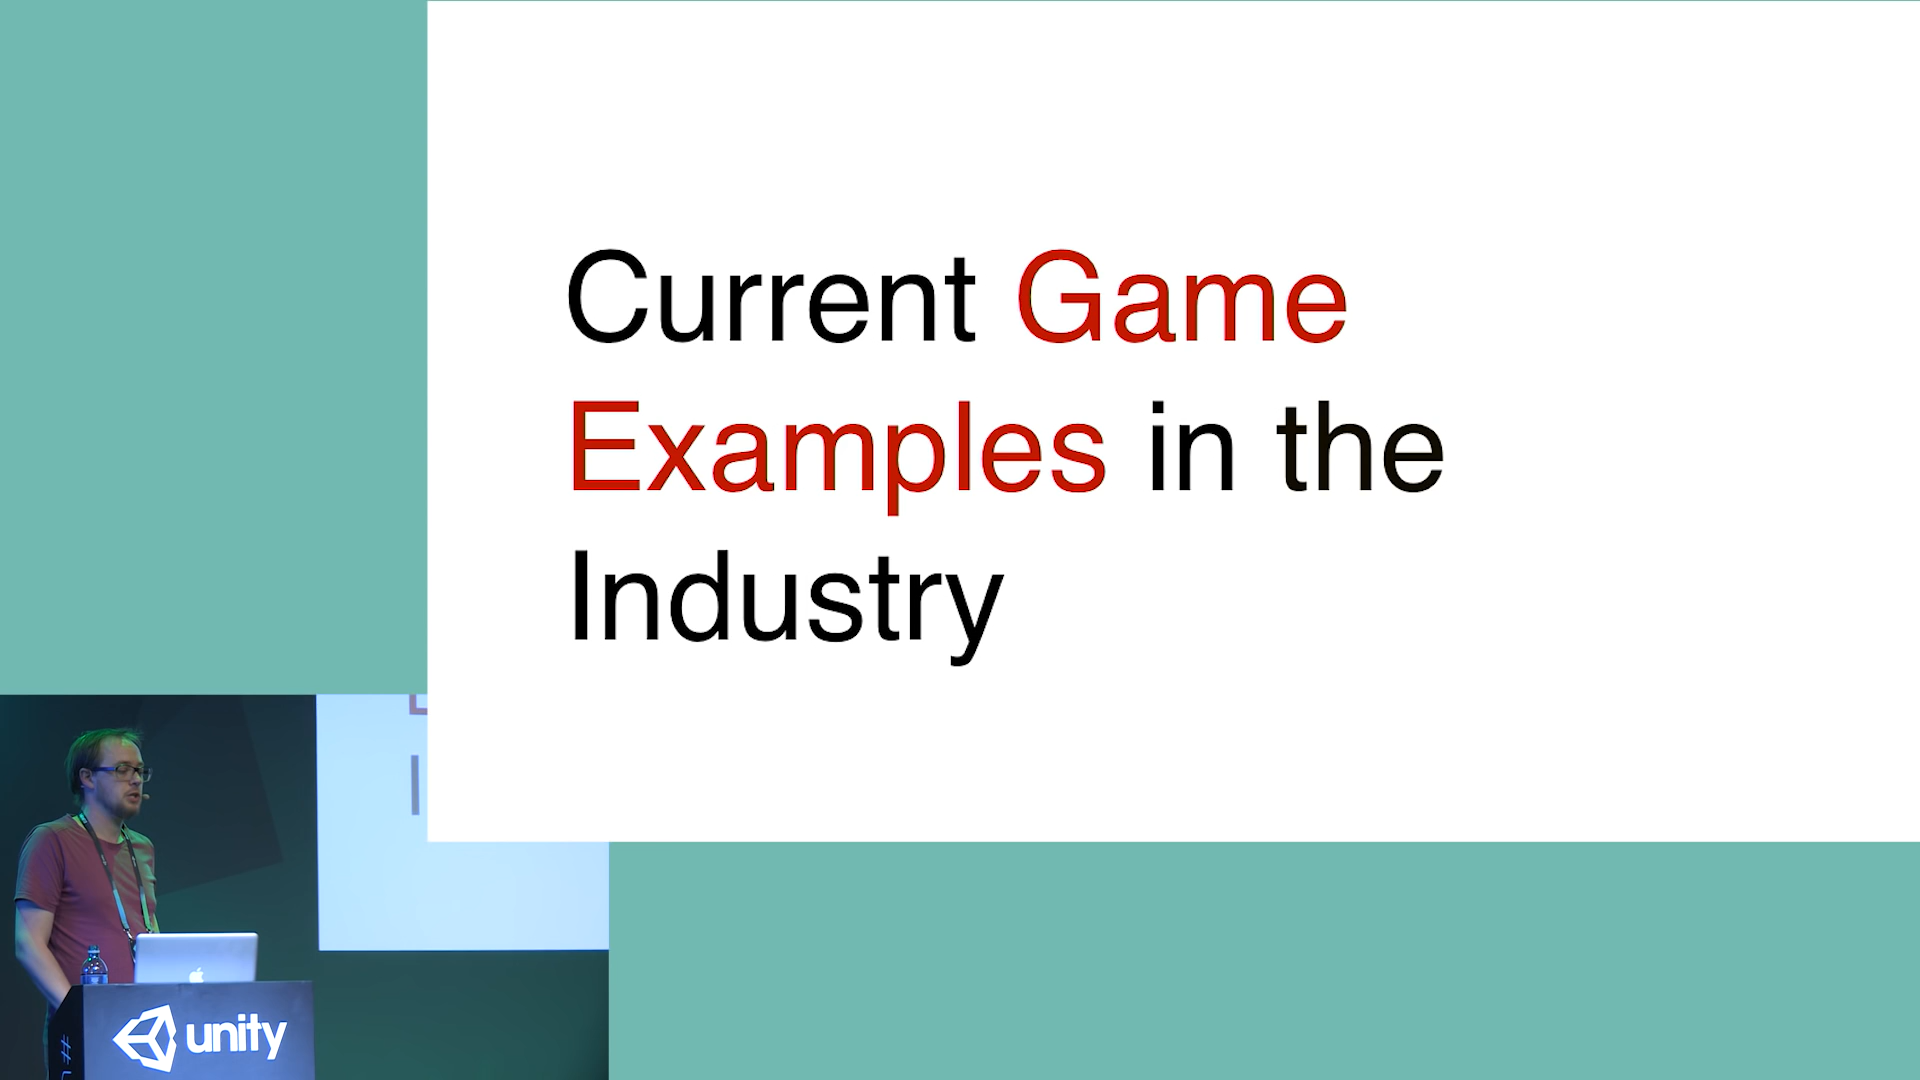 Current Game
Examples in the
Industry
unity